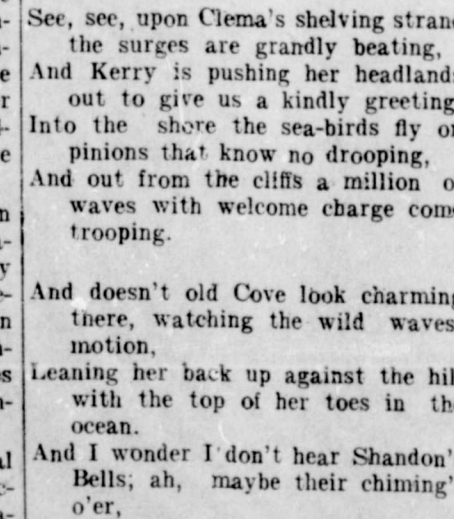 See, see, upon Clema's shelving stran
the surges are grandly beating,
And Kerry is pushing her headland
out to give us a kindly greeting
Into the shore the sea-birds fly o
pinions that know no drooping,
And out from the cliffs a million o
waves with welcome charge com
trooping.
And doesn't old Cove look charming
there, watching the wild waves
motion,
Leaning her back up against the hil
with the top of her toes in th
ocean.
And I wonder I don't hear Shandon'
Bells; ah, maybe their chiming'
o'er,